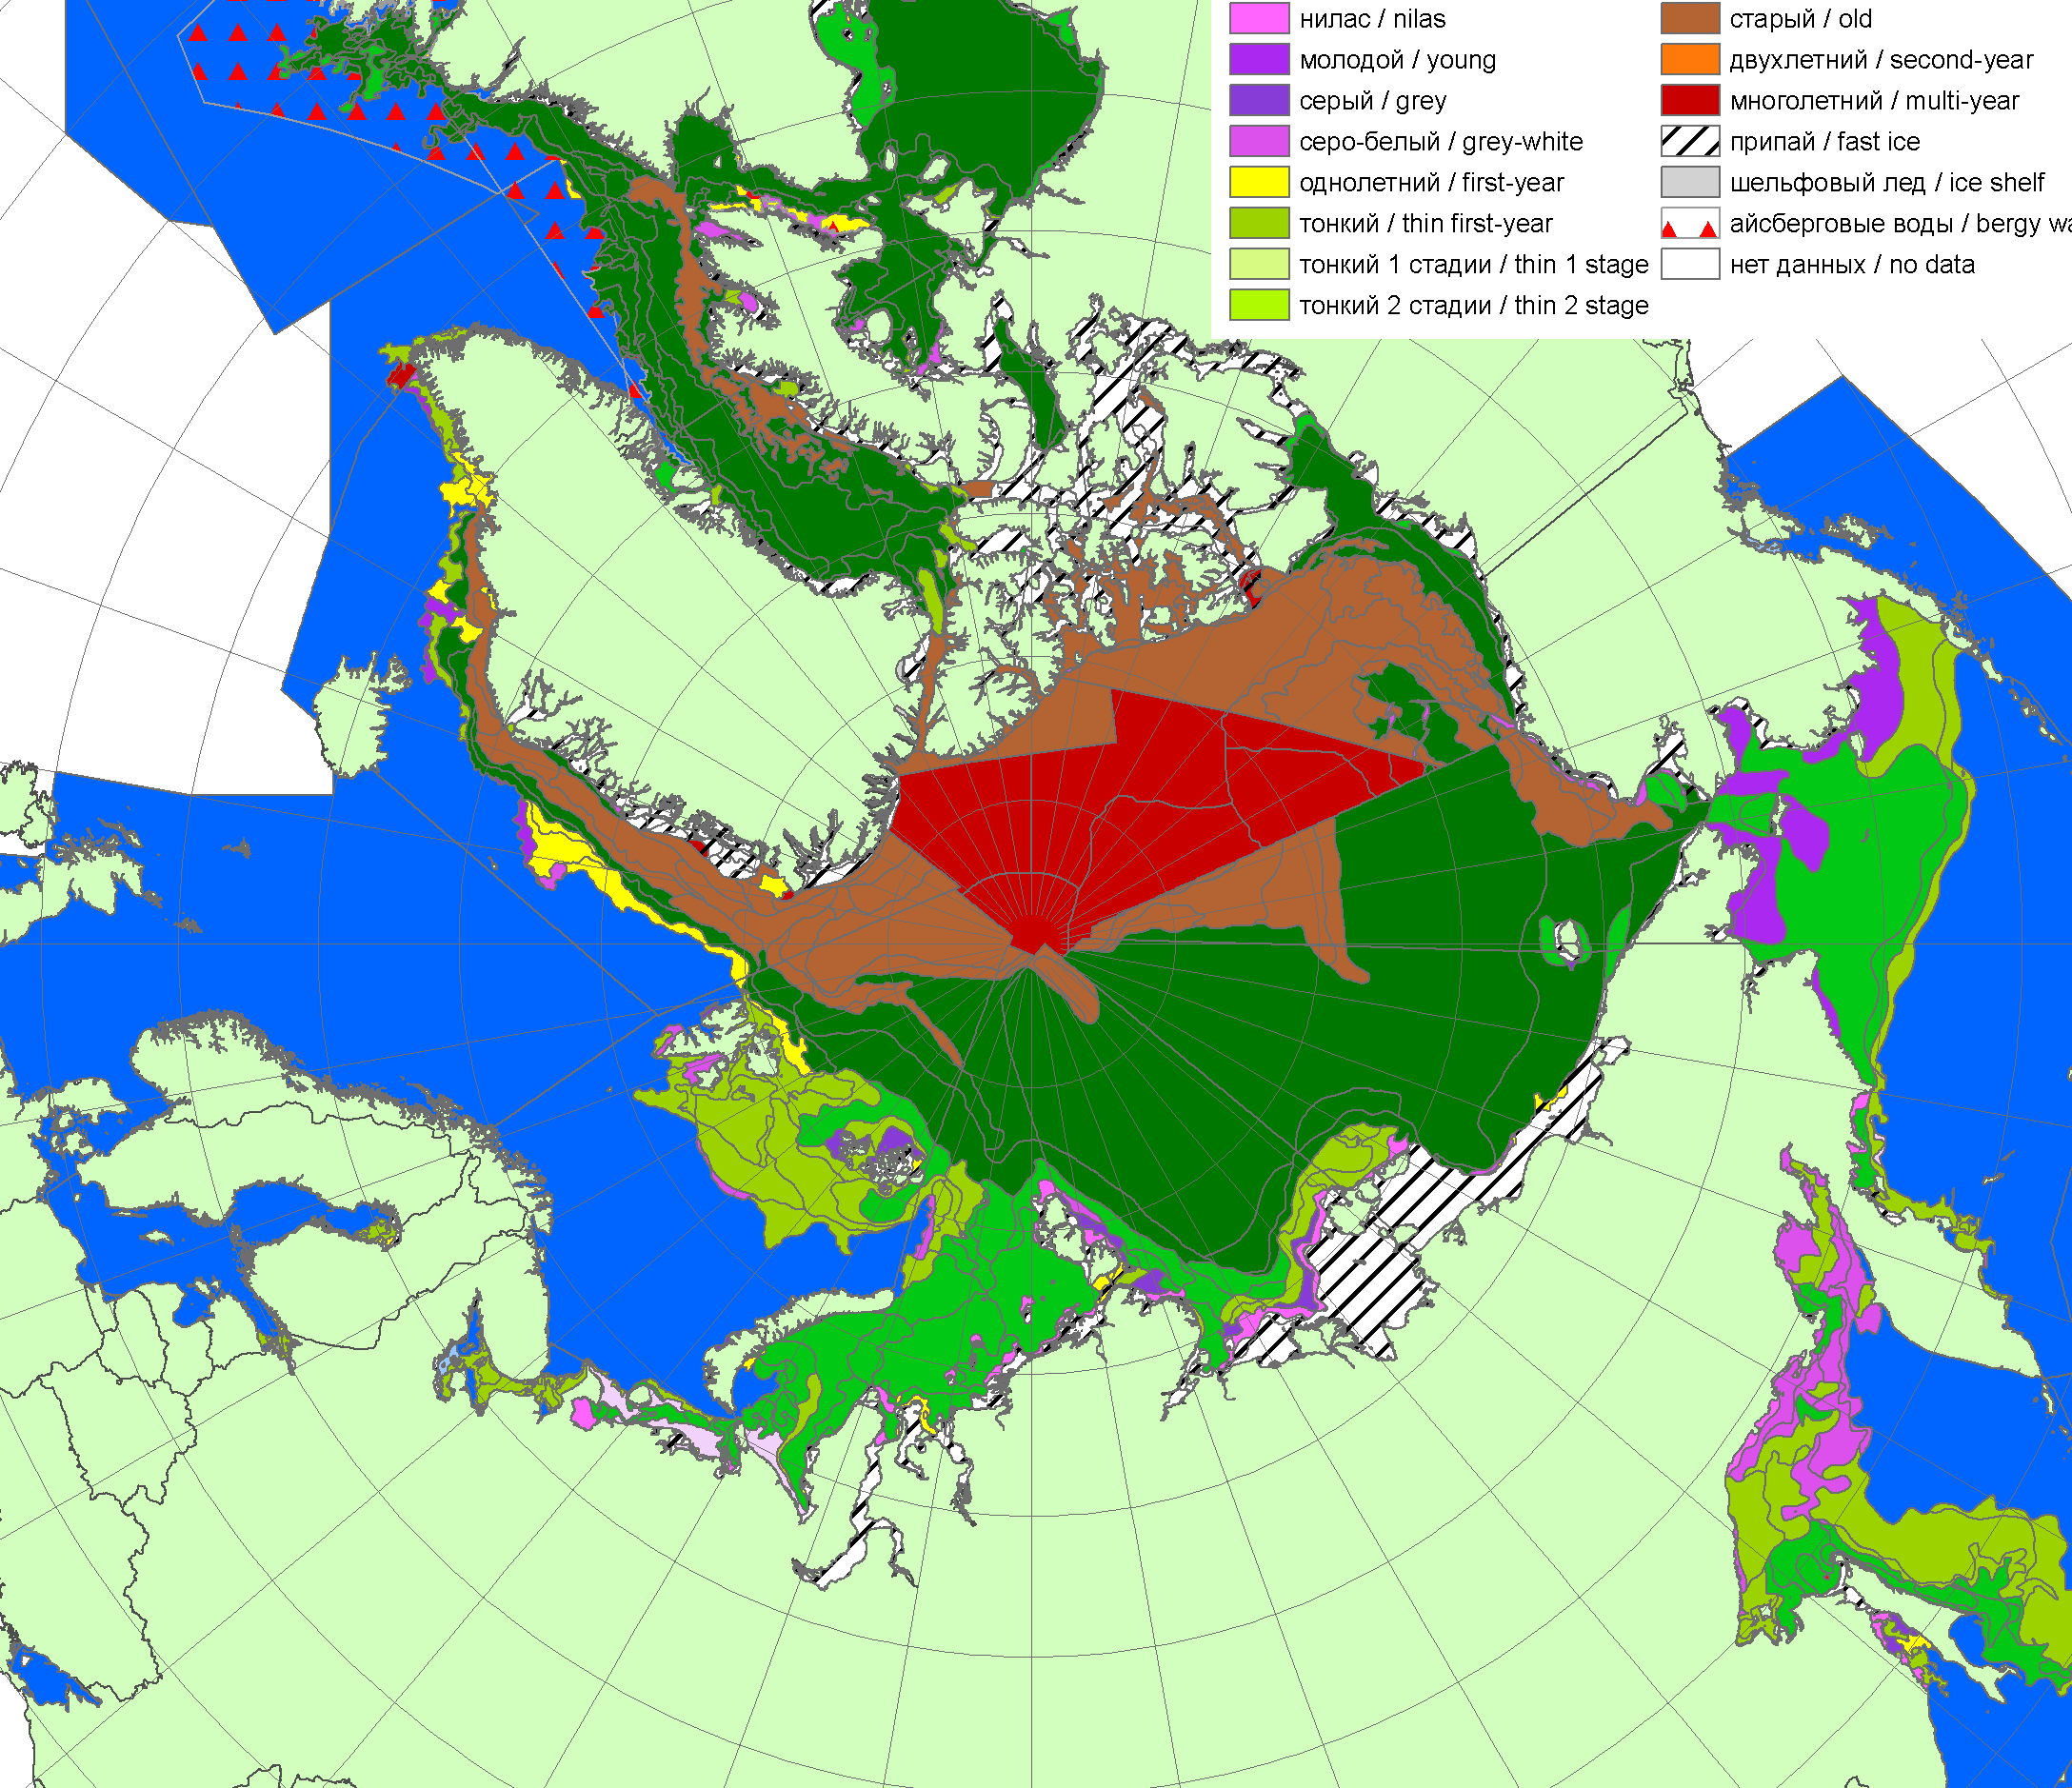 нилас / nilas
молодой / young
серый / grey
серо-белый / grey-white
однолетний / first-year
тонкий / thin first-year
тонкий 1 стадии / thin 1 stage
тонкий 2 стадии / thin 2 stage
старый / old
двухлетний / second-year
многолетний / multi-year
припай / fast ice
шельфовый лед / ice shelf
айсберговые воды / bergy wa
нет данных / no data